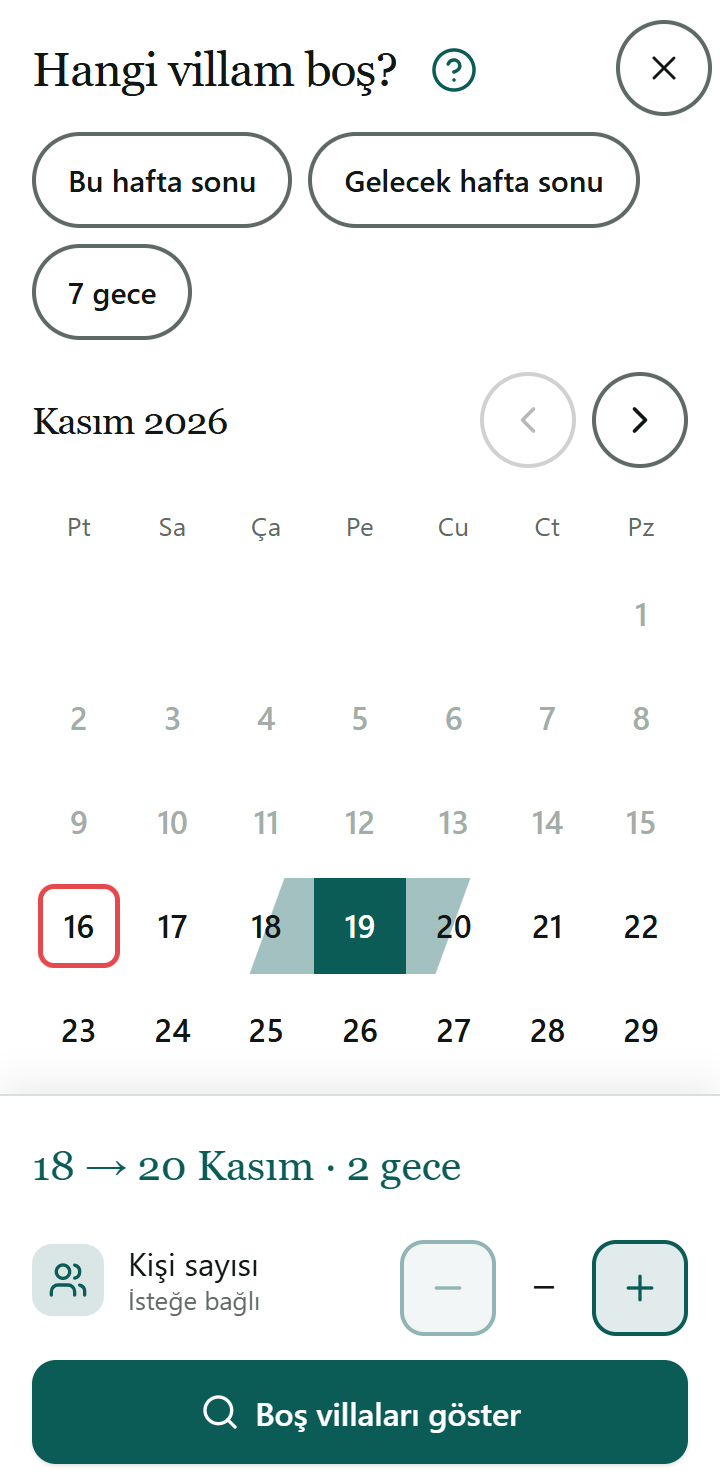 Hangi villam boş? ?
Bu hafta sonu Gelecek hafta sonu
7 gece
Kasım 2026
Pt Sa Ça Pe Cu Ct Pz
1
2 3 4 5 6 7 8
9 10 11 12 13 14 15
16 17 18 19 20 21 22
23 24 25 26 27 28 29
18 → 20 Kasım · 2 gece
Kişi sayısı
İsteğe bağlı
− – +
Boş villaları göster